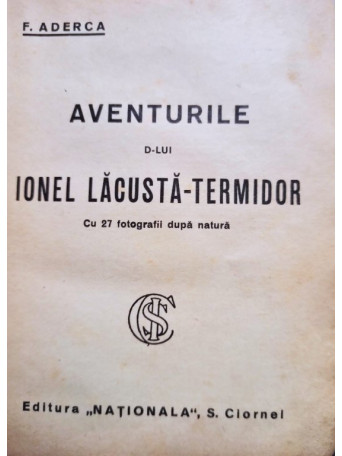 F. ADERCA
AVENTURILE
D-LUI
IONEL LĂCUSTĂ-TERMIDOR
Cu 27 fotografii după natură
Editura „NAȚIONALA”, S. Ciornei